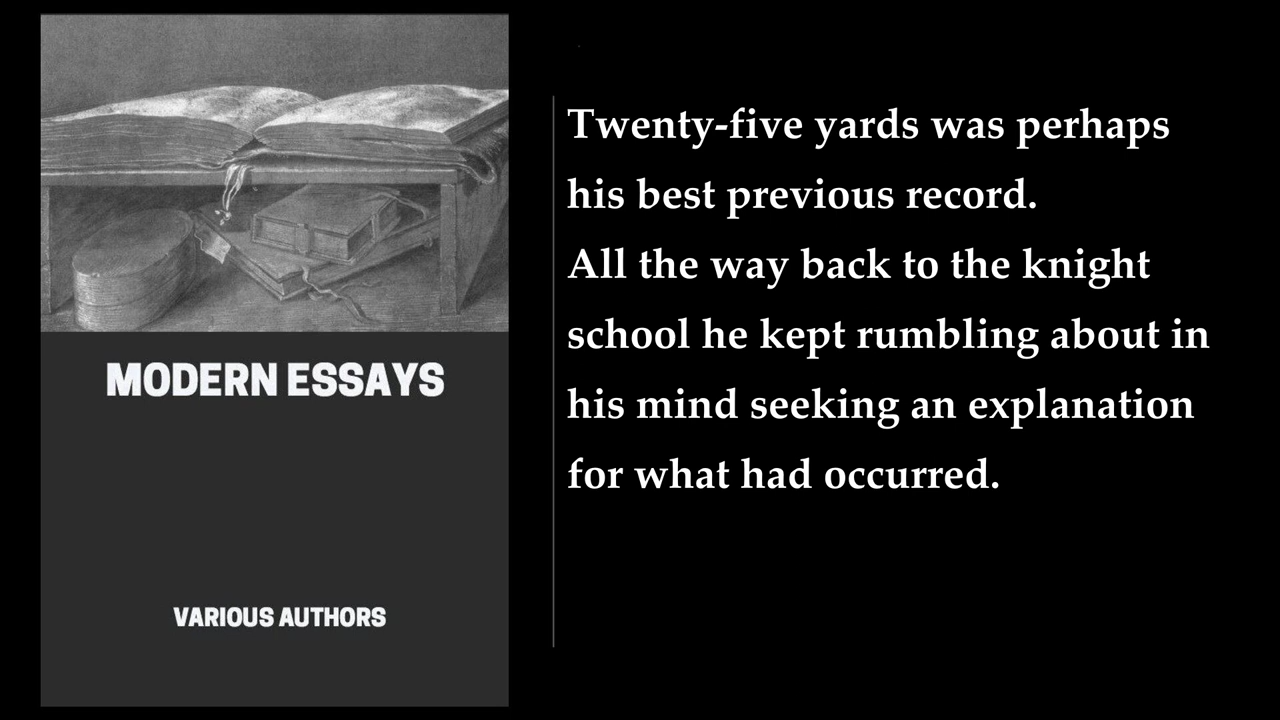 MODERN ESSAYS
VARIOUS AUTHORS
Twenty-five yards was perhaps
his best previous record.
All the way back to the knight
school he kept rumbling about in
his mind seeking an explanation
for what had occurred.